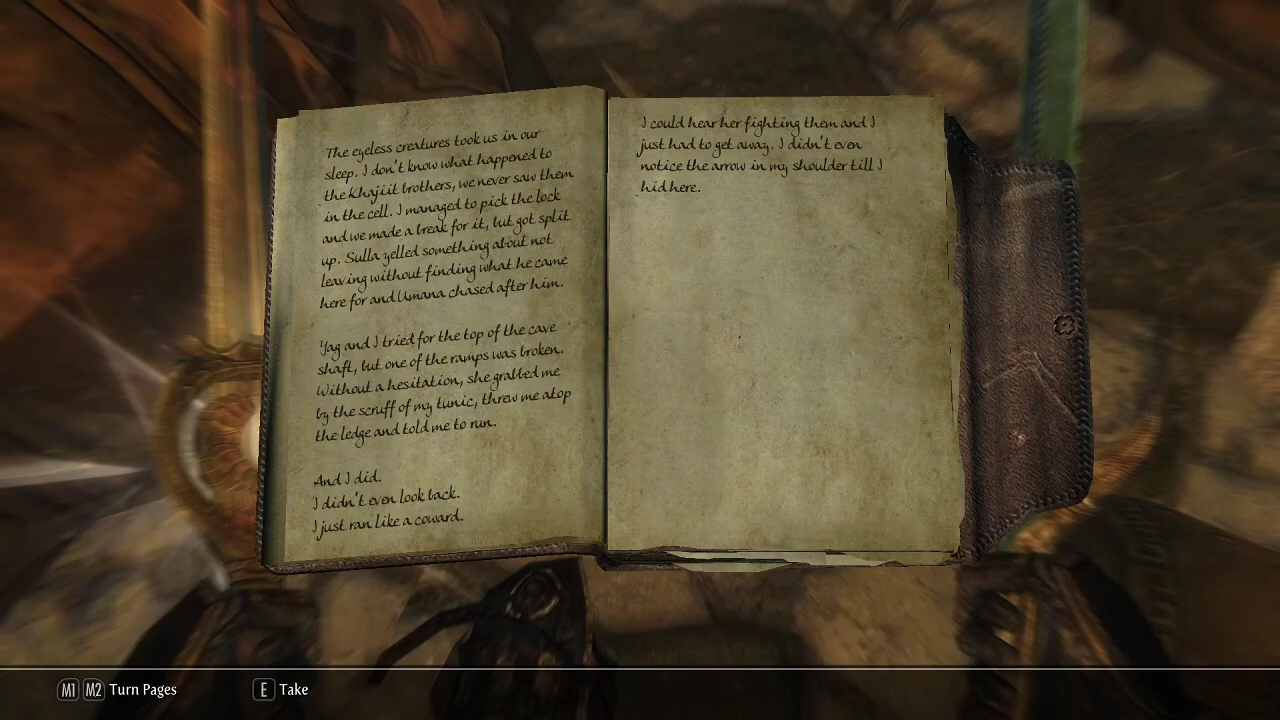 The eyeless creatures took us in our
sleep. I don't know what happened to
the Khajiit brothers, we never saw them
in the cell. I managed to pick the lock
and we made a break for it, but got split
up. Sulla yelled something about not
leaving without finding what he came
here for and Umana chased after him.
Yag and I tried for the top of the cave
shaft, but one of the ramps was broken.
Without a hesitation, she grabbed me
by the scruff of my tunic, threw me atop
the ledge and told me to run.
And I did.
I didn't even look back.
I just ran like a coward.
I could hear her fighting them and I
just had to get away. I didn't even
notice the arrow in my shoulder till I
hid here.
M1 M2 Turn Pages
E Take